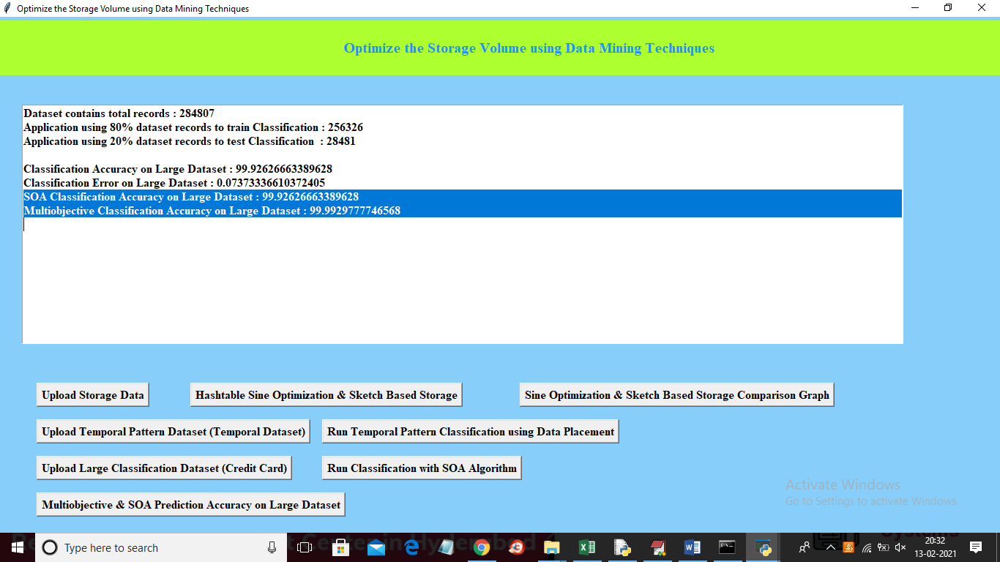 Optimize the Storage Volume using Data Mining Techniques
Optimize the Storage Volume using Data Mining Techniques
Dataset contains total records : 284807
Application using 80% dataset records to train Classification : 256326
Application using 20% dataset records to test Classification : 28481
Classification Accuracy on Large Dataset : 99.92626663389628
Classification Error on Large Dataset : 0.07373336610372405
SOA Classification Accuracy on Large Dataset : 99.92626663389628
Multiobjective Classification Accuracy on Large Dataset : 99.9929777746568
Upload Storage Data
Hashtable Sine Optimization & Sketch Based Storage
Sine Optimization & Sketch Based Storage Comparison Graph
Upload Temporal Pattern Dataset (Temporal Dataset)
Run Temporal Pattern Classification using Data Placement
Upload Large Classification Dataset (Credit Card)
Run Classification with SOA Algorithm
Multiobjective & SOA Prediction Accuracy on Large Dataset
Activate Windows
Go to Settings to activate Windows.
Type here to search
20:32
13-02-2021